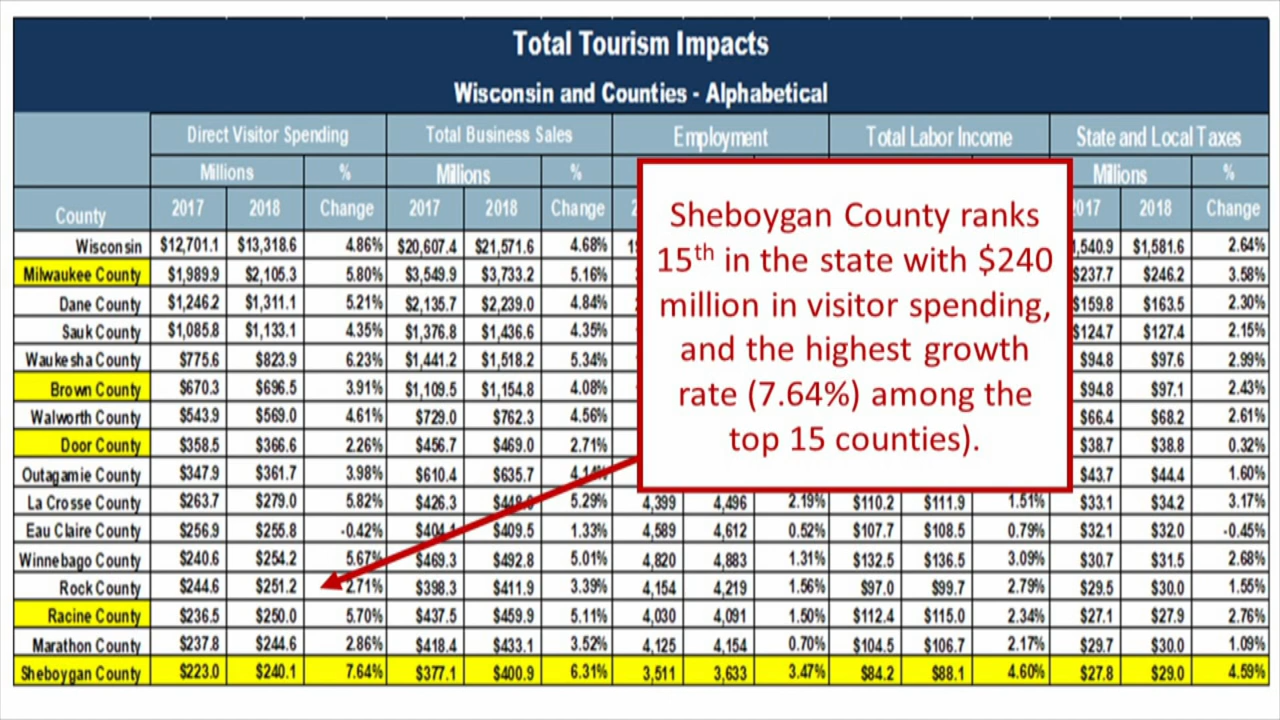 Total Tourism Impacts
Wisconsin and Counties - Alphabetical
Direct Visitor Spending Total Business Sales Employment Total Labor Income State and Local Taxes
Millions % Millions % Millions %
County 2017 2018 Change 2017 2018 Change 2018 Change
Wisconsin $12,701.1 $13,318.6 4.86% $20,607.4 $21,571.6 4.68% $1,581.6 2.64%
Milwaukee County $1,989.9 $2,105.3 5.80% $3,549.9 $3,733.2 5.16% $237.7 $246.2 3.58%
Dane County $1,246.2 $1,311.1 5.21% $2,135.7 $2,239.0 4.84% $159.8 $163.5 2.30%
Sauk County $1,085.8 $1,133.1 4.35% $1,376.8 $1,436.6 4.35% $124.7 $127.4 2.15%
Waukesha County $775.6 $823.9 6.23% $1,441.2 $1,518.2 5.34% $94.8 $97.6 2.99%
Brown County $670.3 $696.5 3.91% $1,109.5 $1,154.8 4.08% $94.8 $97.1 2.43%
Walworth County $543.9 $569.0 4.61% $729.0 $762.3 4.56% $66.4 $68.2 2.61%
Door County $358.5 $366.6 2.26% $456.7 $469.0 2.71% $38.7 $38.8 0.32%
Outagamie County $347.9 $361.7 3.98% $610.4 $635.7 4.14% $43.7 $44.4 1.60%
La Crosse County $263.7 $279.0 5.82% $426.3 5.29% 4,399 4,496 2.19% $110.2 $111.9 1.51% $33.1 $34.2 3.17%
Eau Claire County $256.9 $255.8 -0.42% $409.5 1.33% 4,589 4,612 0.52% $107.7 $108.5 0.79% $32.1 $32.0 -0.45%
Winnebago County $240.6 $254.2 5.67% $469.3 $492.8 5.01% 4,820 4,883 1.31% $132.5 $136.5 3.09% $30.7 $31.5 2.68%
Rock County $244.6 $251.2 2.71% $398.3 $411.9 3.39% 4,154 4,219 1.56% $97.0 $99.7 2.79% $29.5 $30.0 1.55%
Racine County $236.5 $250.0 5.70% $437.5 $459.9 5.11% 4,030 4,091 1.50% $112.4 $115.0 2.34% $27.1 $27.9 2.76%
Marathon County $237.8 $244.6 2.86% $418.4 $433.1 3.52% 4,125 4,154 0.70% $104.5 $106.7 2.17% $29.7 $30.0 1.09%
Sheboygan County $223.0 $240.1 7.64% $377.1 $400.9 6.31% 3,511 3,633 3.47% $84.2 $88.1 4.60% $27.8 $29.0 4.59%
Sheboygan County ranks
15th in the state with $240
million in visitor spending,
and the highest growth
rate (7.64%) among the
top 15 counties).